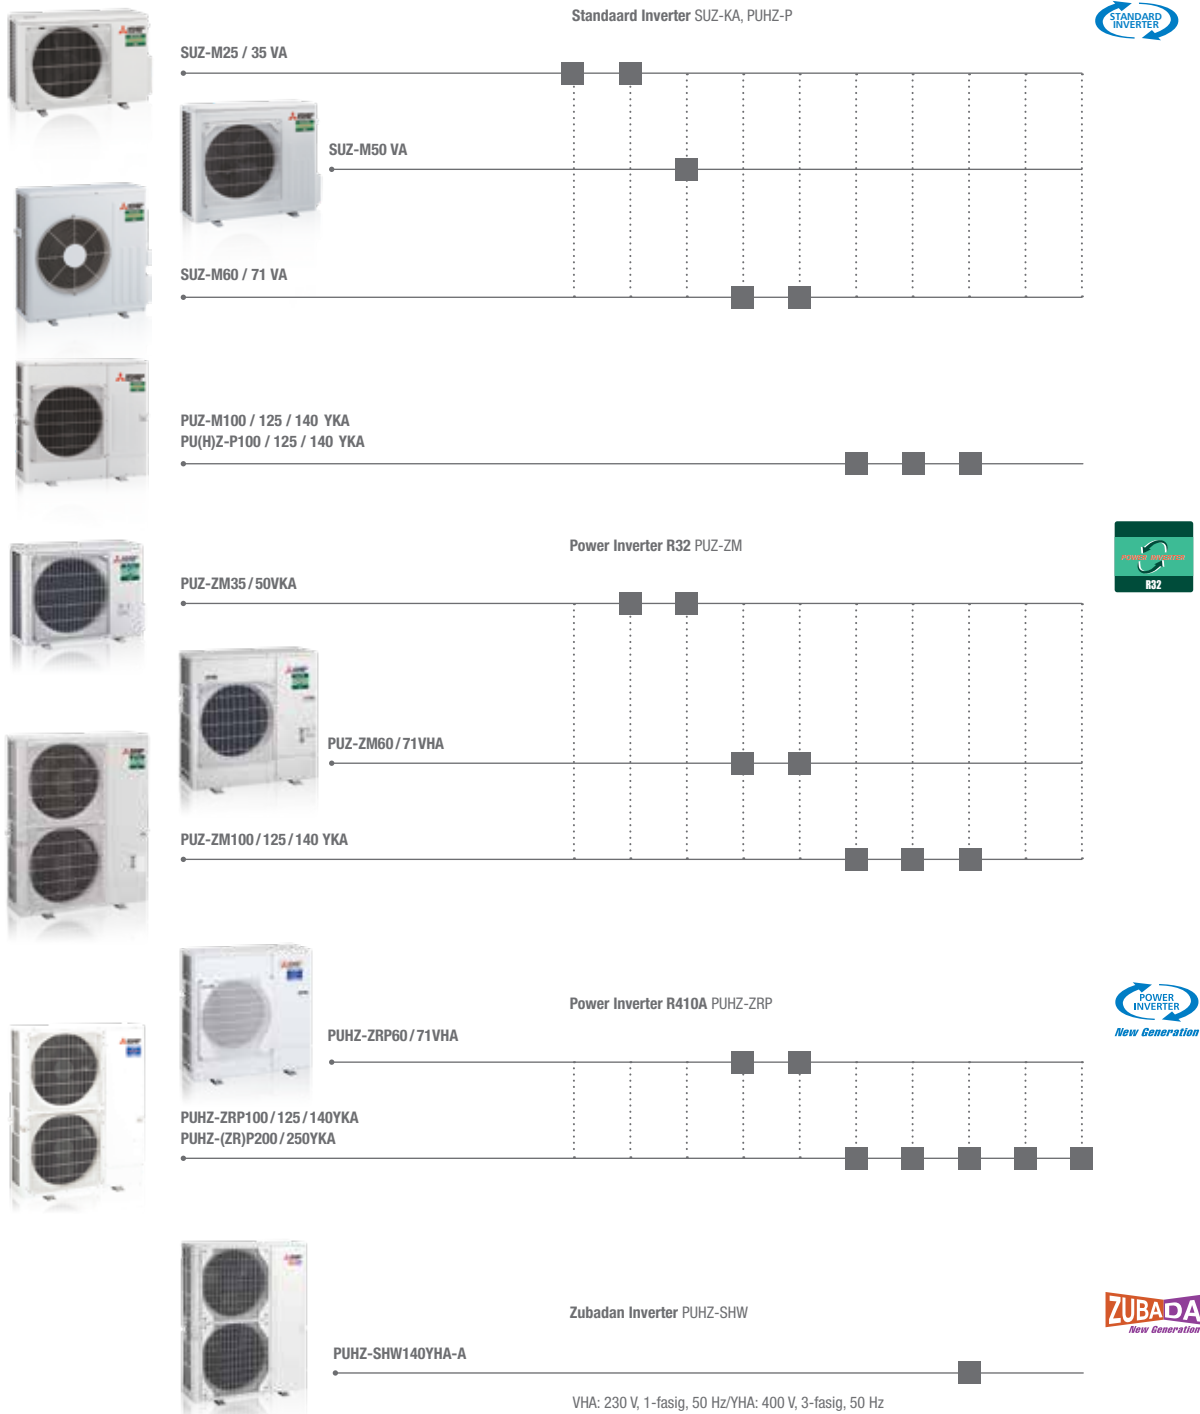 Standaard Inverter SUZ-KA, PUHZ-P
STANDARD
INVERTER
SUZ-M25 / 35 VA
SUZ-M50 VA
SUZ-M60 / 71 VA
PUZ-M100 / 125 / 140 YKA
PU(H)Z-P100 / 125 / 140 YKA
Power Inverter R32 PUZ-ZM
POWER INVERTER
R32
PUZ-ZM35/50VKA
PUZ-ZM60/71VHA
PUZ-ZM100/125/140 YKA
Power Inverter R410A PUHZ-ZRP
POWER
INVERTER
New Generation
PUHZ-ZRP60/71VHA
PUHZ-ZRP100/125/140YKA
PUHZ-(ZR)P200/250YKA
Zubadan Inverter PUHZ-SHW
ZUBADA
New Generation
PUHZ-SHW140YHA-A
VHA: 230 V, 1-fasig, 50 Hz/YHA: 400 V, 3-fasig, 50 Hz